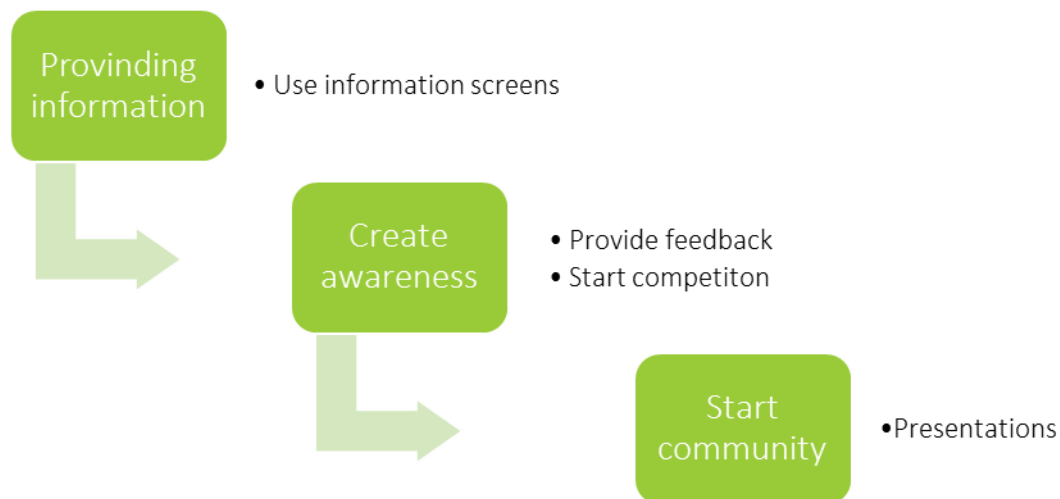 Provinding
information
• Use information screens
Create
awareness
• Provide feedback
• Start competiton
Start
community
•Presentations